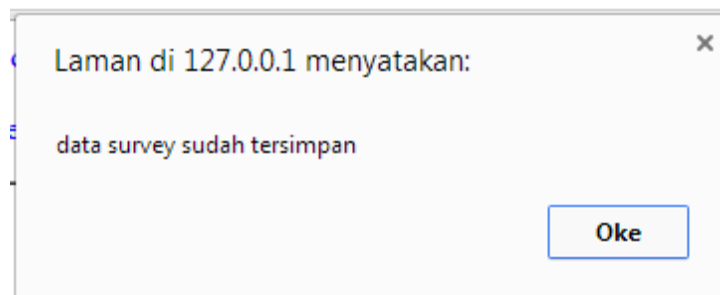 Laman di 127.0.0.1 menyatakan:
data survey sudah tersimpan
Oke